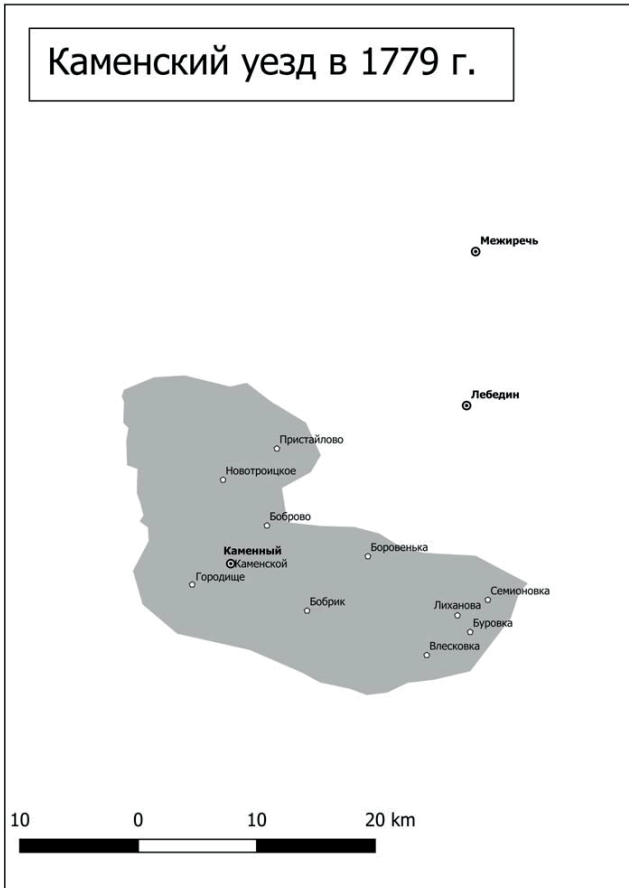 Каменский уезд в 1779 г.
Межиречь
Лебедин
Пристайлово
Новотроицкое
Боброво
Боровенька
Каменный
Каменской
Городище
Семионовка
Бобрик
Лиханова
Буровка
Влесковка
10 0 10 20 km